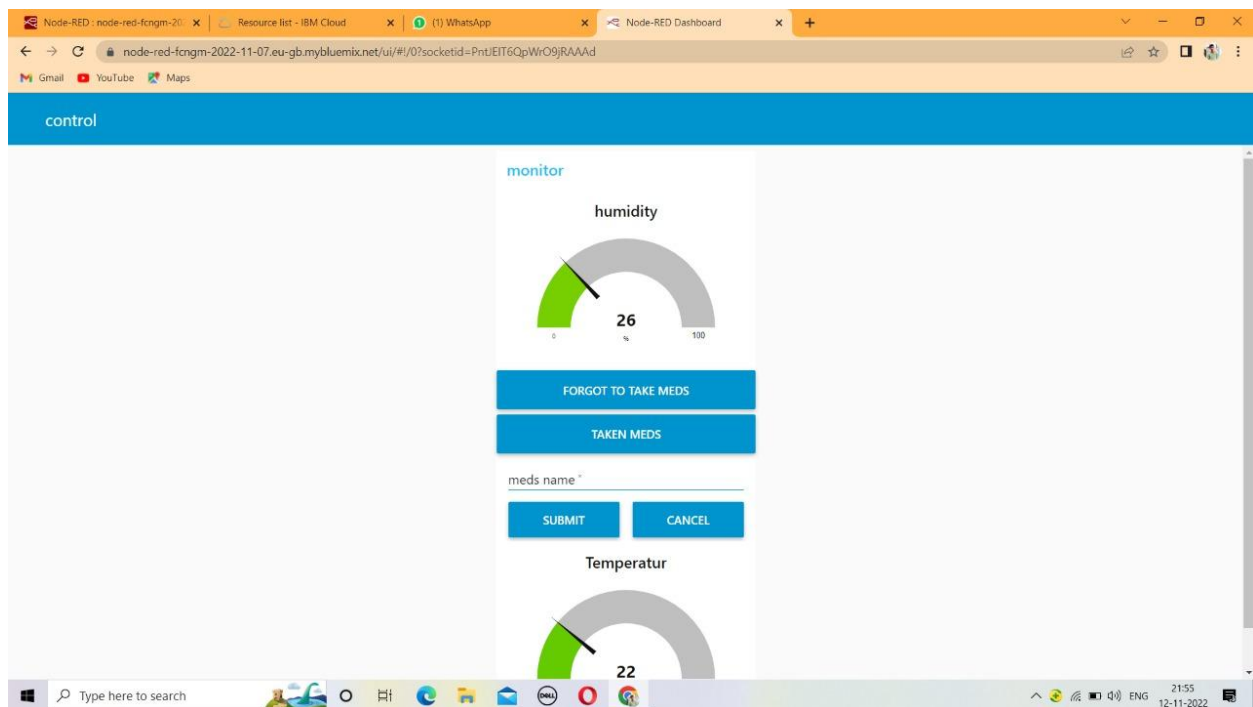 Node-RED : node-red-fcngm-20
Resource list - IBM Cloud
(1) WhatsApp
Node-RED Dashboard
node-red-fcngm-2022-11-07.eu-gb.mybluemix.net/ui/#!/0?socketid=PntJEIT6QpWrO9jRAAAd
Gmail YouTube Maps
control
monitor
humidity
26
0 % 100
FORGOT TO TAKE MEDS
TAKEN MEDS
meds name *
SUBMIT CANCEL
Temperatur
22
Type here to search
DELL
ENG
21:55
12-11-2022